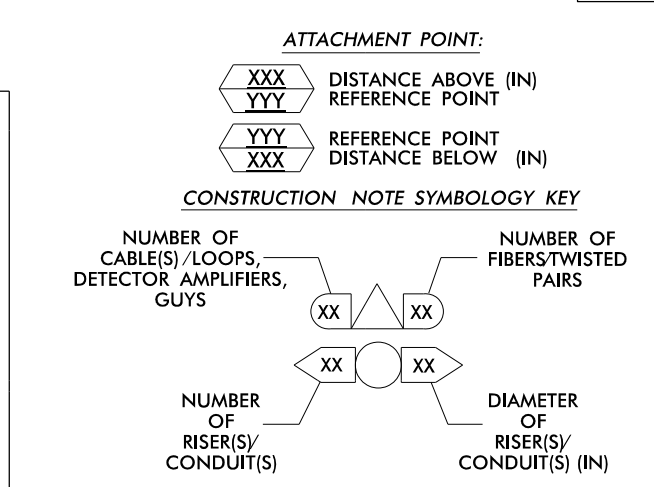 ATTACHMENT POINT:
XXX
YYY
DISTANCE ABOVE (IN)
REFERENCE POINT
YYY
XXX
REFERENCE POINT
DISTANCE BELOW (IN)
CONSTRUCTION NOTE SYMBOLOGY KEY
NUMBER OF
CABLE(S)/LOOPS,
DETECTOR AMPLIFIERS,
GUYS
NUMBER OF
FIBERS/TWISTED
PAIRS
XX
XX
XX
XX
NUMBER
OF
RISER(S)/
CONDUIT(S)
DIAMETER
OF
RISER(S)/
CONDUIT(S) (IN)